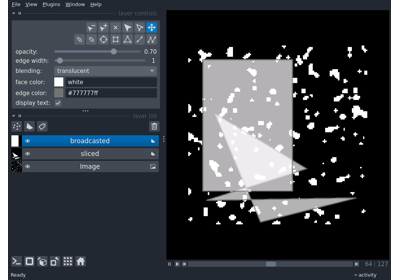 File View Plugins Window Help
layer controls
opacity: 0.70
edge width: 1
blending: translucent
face color: white
edge color: #777777ff
display text:
layer list
broadcasted
sliced
Image
64 127
Ready
activity